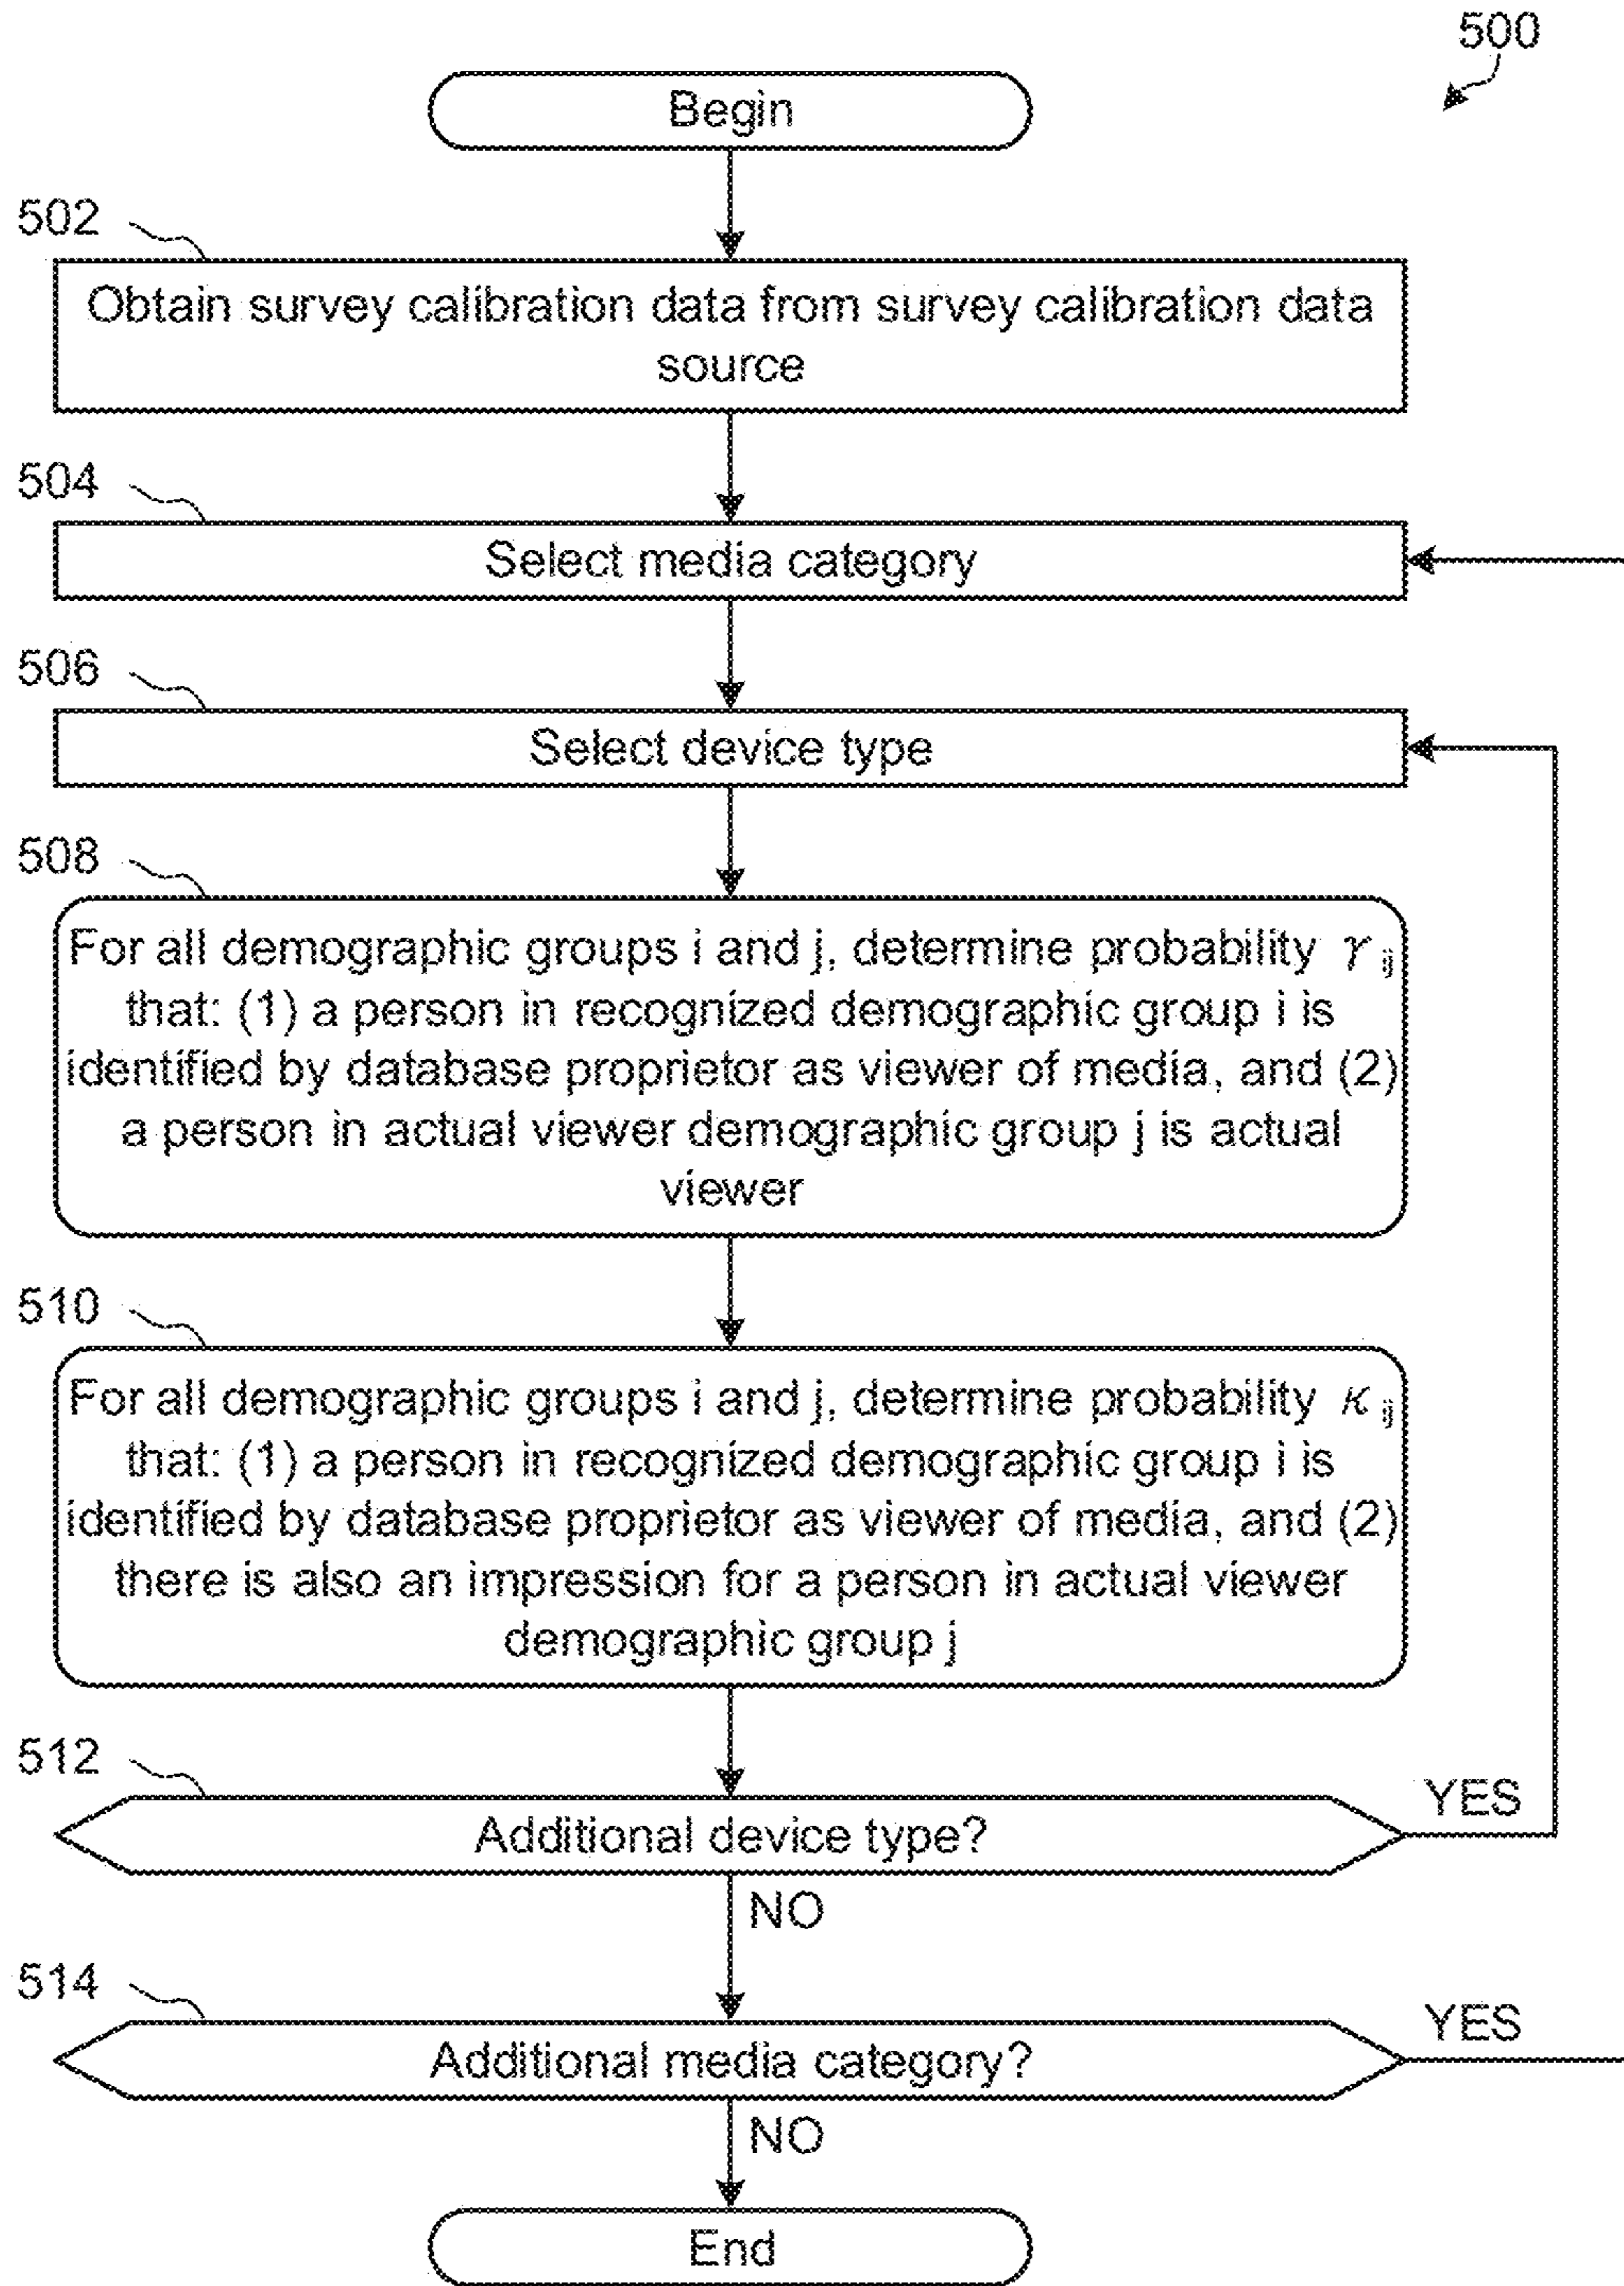 500
Begin
502
Obtain survey calibration data from survey calibration data
source
504
Select media category
506
Select device type
508
For all demographic groups i and j, determine probability γ ij
that: (1) a person in recognized demographic group i is
identified by database proprietor as viewer of media, and (2)
a person in actual viewer demographic group j is actual
viewer
510
For all demographic groups i and j, determine probability κ ij
that: (1) a person in recognized demographic group i is
identified by database proprietor as viewer of media, and (2)
there is also an impression for a person in actual viewer
demographic group j
512
Additional device type?
YES
NO
514
Additional media category?
YES
NO
End